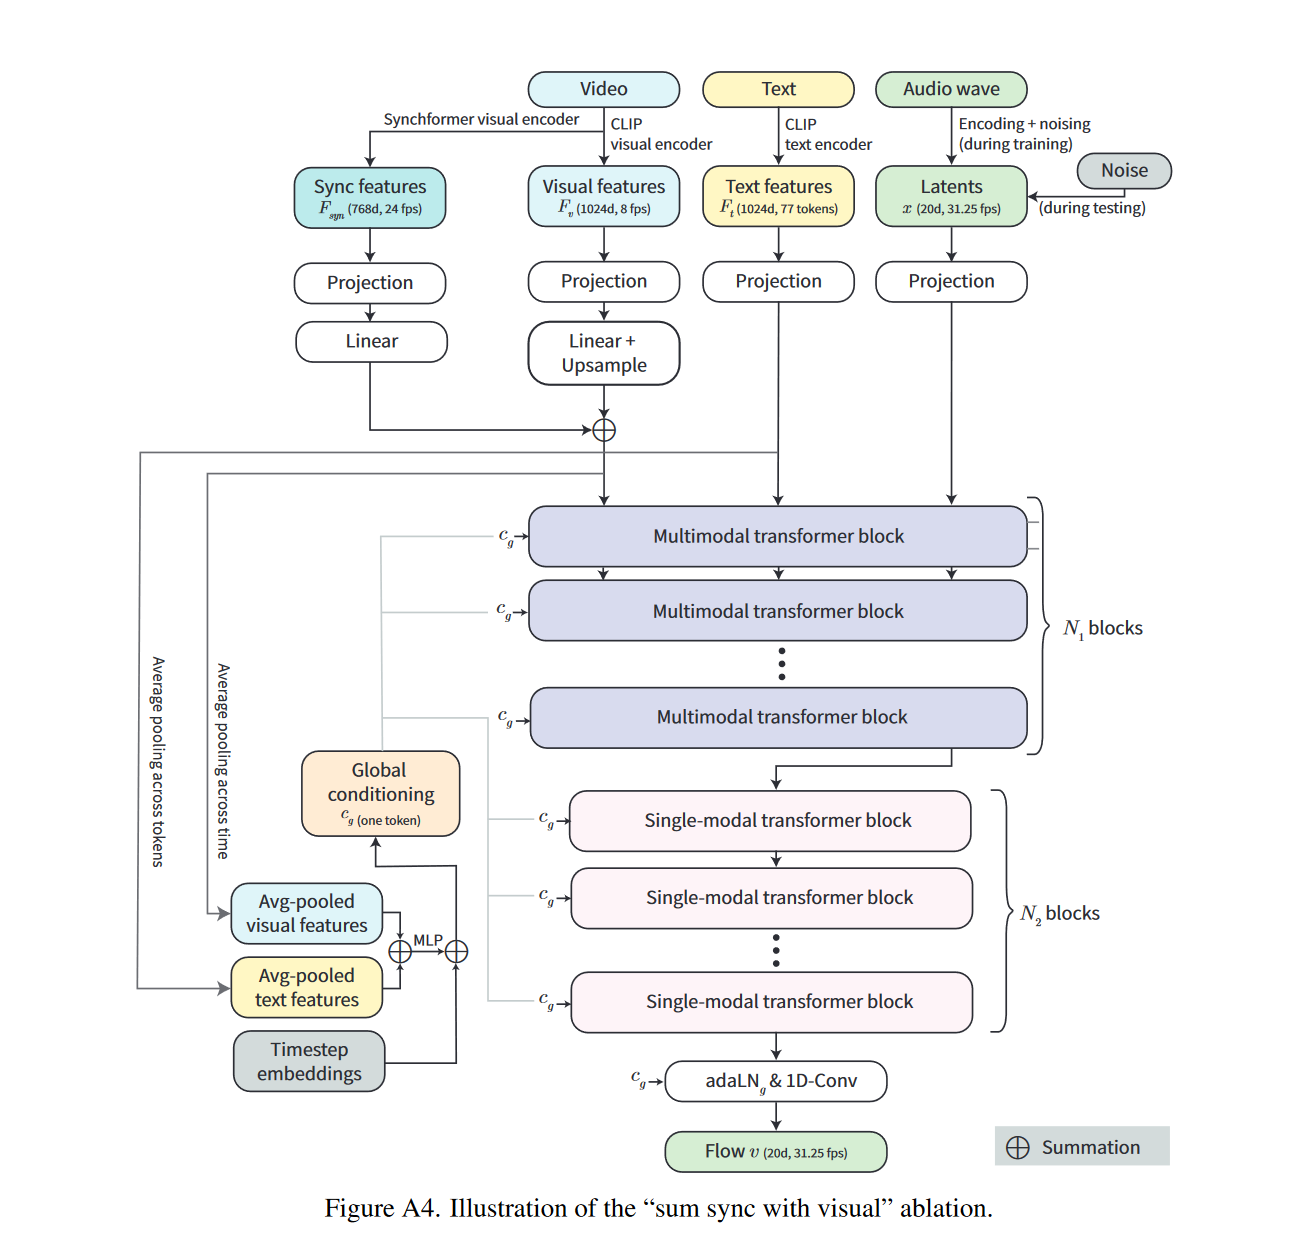 Video
Text
Audio wave
Synchformer visual encoder
CLIP
visual encoder
CLIP
text encoder
Encoding + noising
(during training)
Noise
(during testing)
Sync features
F_syn (768d, 24 fps)
Visual features
F_v (1024d, 8 fps)
Text features
F_t (1024d, 77 tokens)
Latents
x (20d, 31.25 fps)
Projection
Projection
Projection
Projection
Linear
Linear +
Upsample
c_g
Multimodal transformer block
c_g
Multimodal transformer block
N_1 blocks
c_g
Multimodal transformer block
Average pooling across tokens
Average pooling across time
Global
conditioning
c_g (one token)
c_g
Single-modal transformer block
c_g
Single-modal transformer block
N_2 blocks
c_g
Single-modal transformer block
Avg-pooled
visual features
MLP
Avg-pooled
text features
Timestep
embeddings
c_g
adaLN_g & 1D-Conv
Flow v (20d, 31.25 fps)
Summation
Figure A4. Illustration of the “sum sync with visual” ablation.